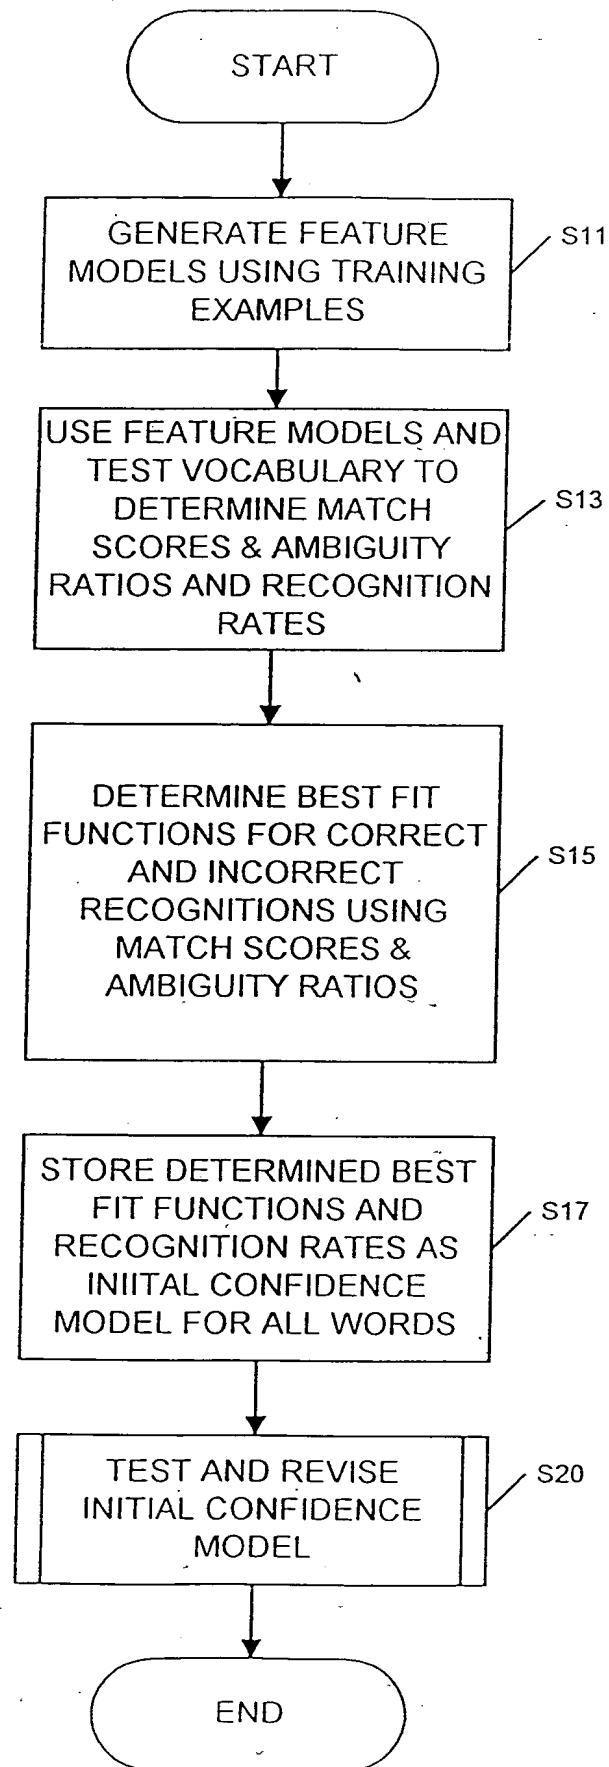 START
GENERATE FEATURE
MODELS USING TRAINING
EXAMPLES
S11
USE FEATURE MODELS AND
TEST VOCABULARY TO
DETERMINE MATCH
SCORES & AMBIGUITY
RATIOS AND RECOGNITION
RATES
S13
DETERMINE BEST FIT
FUNCTIONS FOR CORRECT
AND INCORRECT
RECOGNITIONS USING
MATCH SCORES &
AMBIGUITY RATIOS
S15
STORE DETERMINED BEST
FIT FUNCTIONS AND
RECOGNITION RATES AS
INIITAL CONFIDENCE
MODEL FOR ALL WORDS
S17
TEST AND REVISE
INITIAL CONFIDENCE
MODEL
S20
END